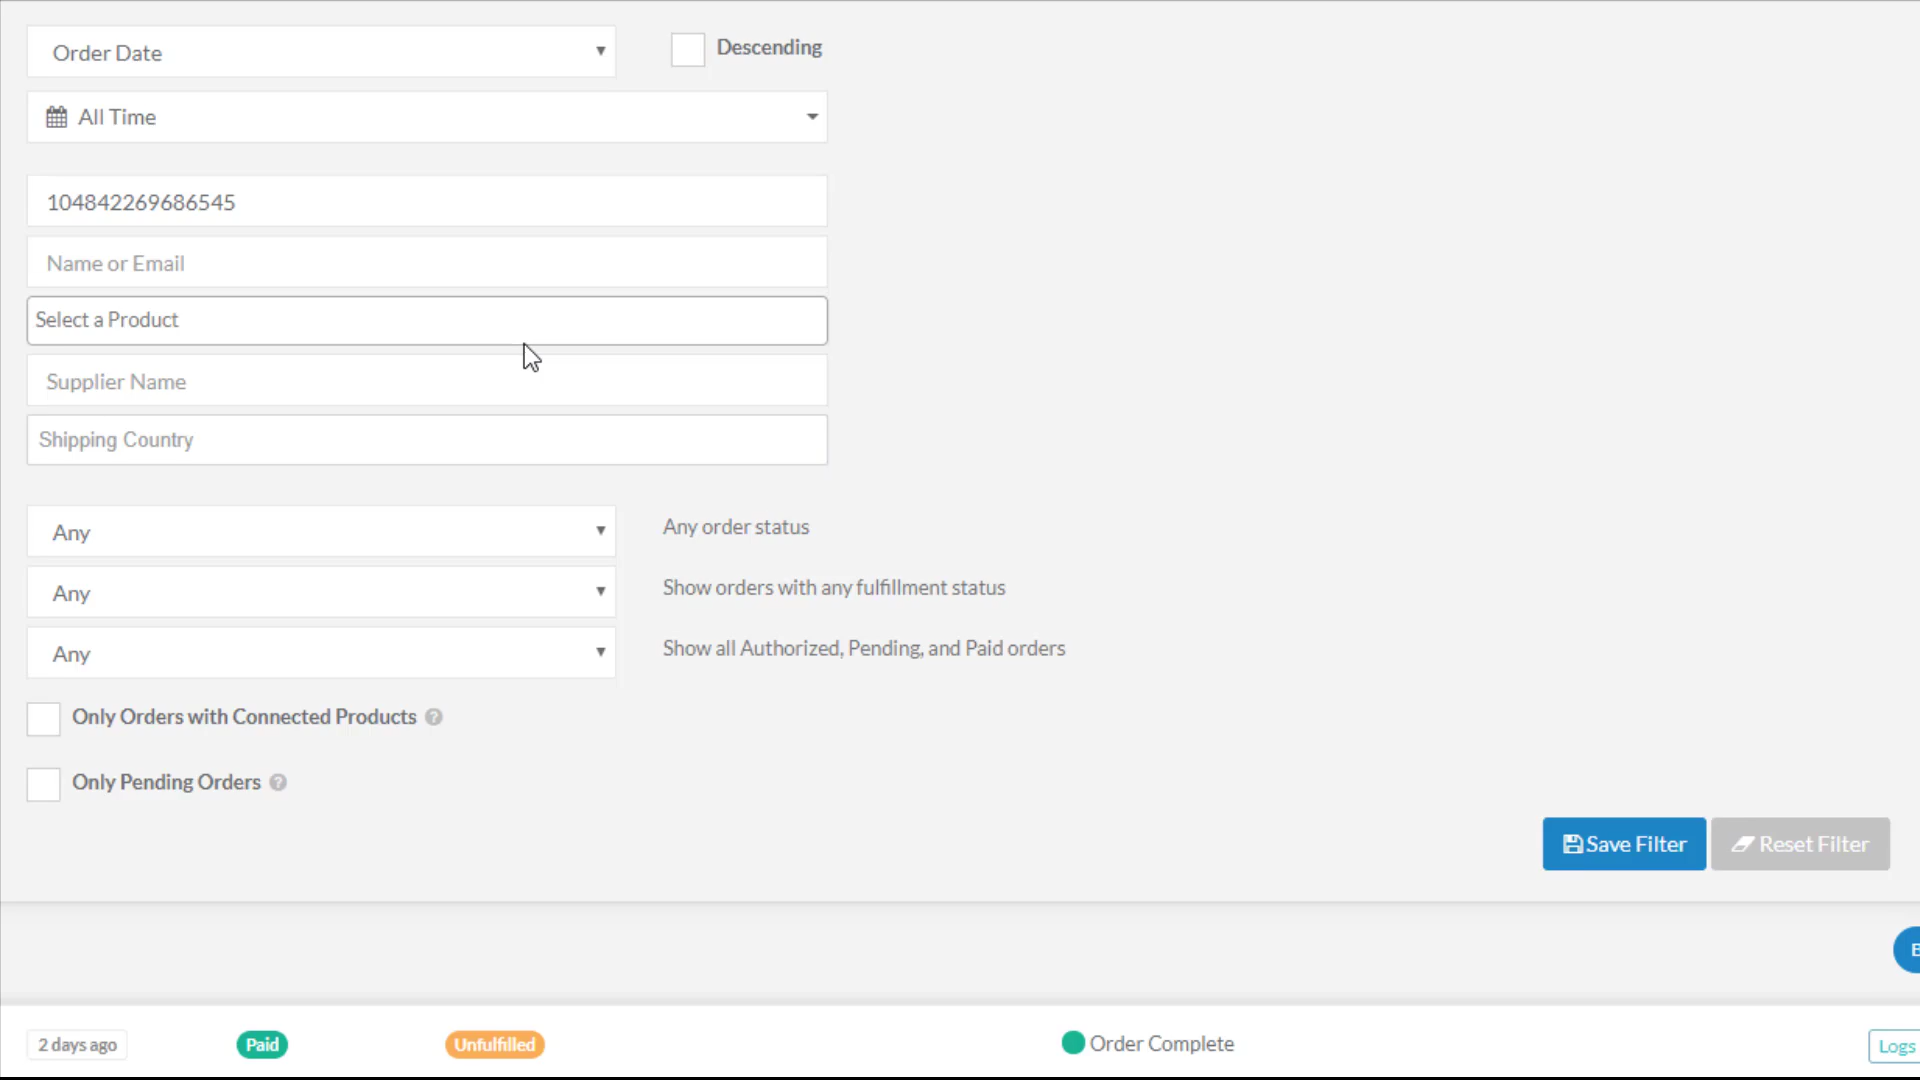 Order Date
Descending
All Time
104842269686545
Name or Email
Select a Product
Supplier Name
Shipping Country
Any
Any order status
Any
Show orders with any fulfillment status
Any
Show all Authorized, Pending, and Paid orders
Only Orders with Connected Products
Only Pending Orders
Save Filter
Reset Filter
2 days ago
Paid
Unfulfilled
Order Complete
Logs